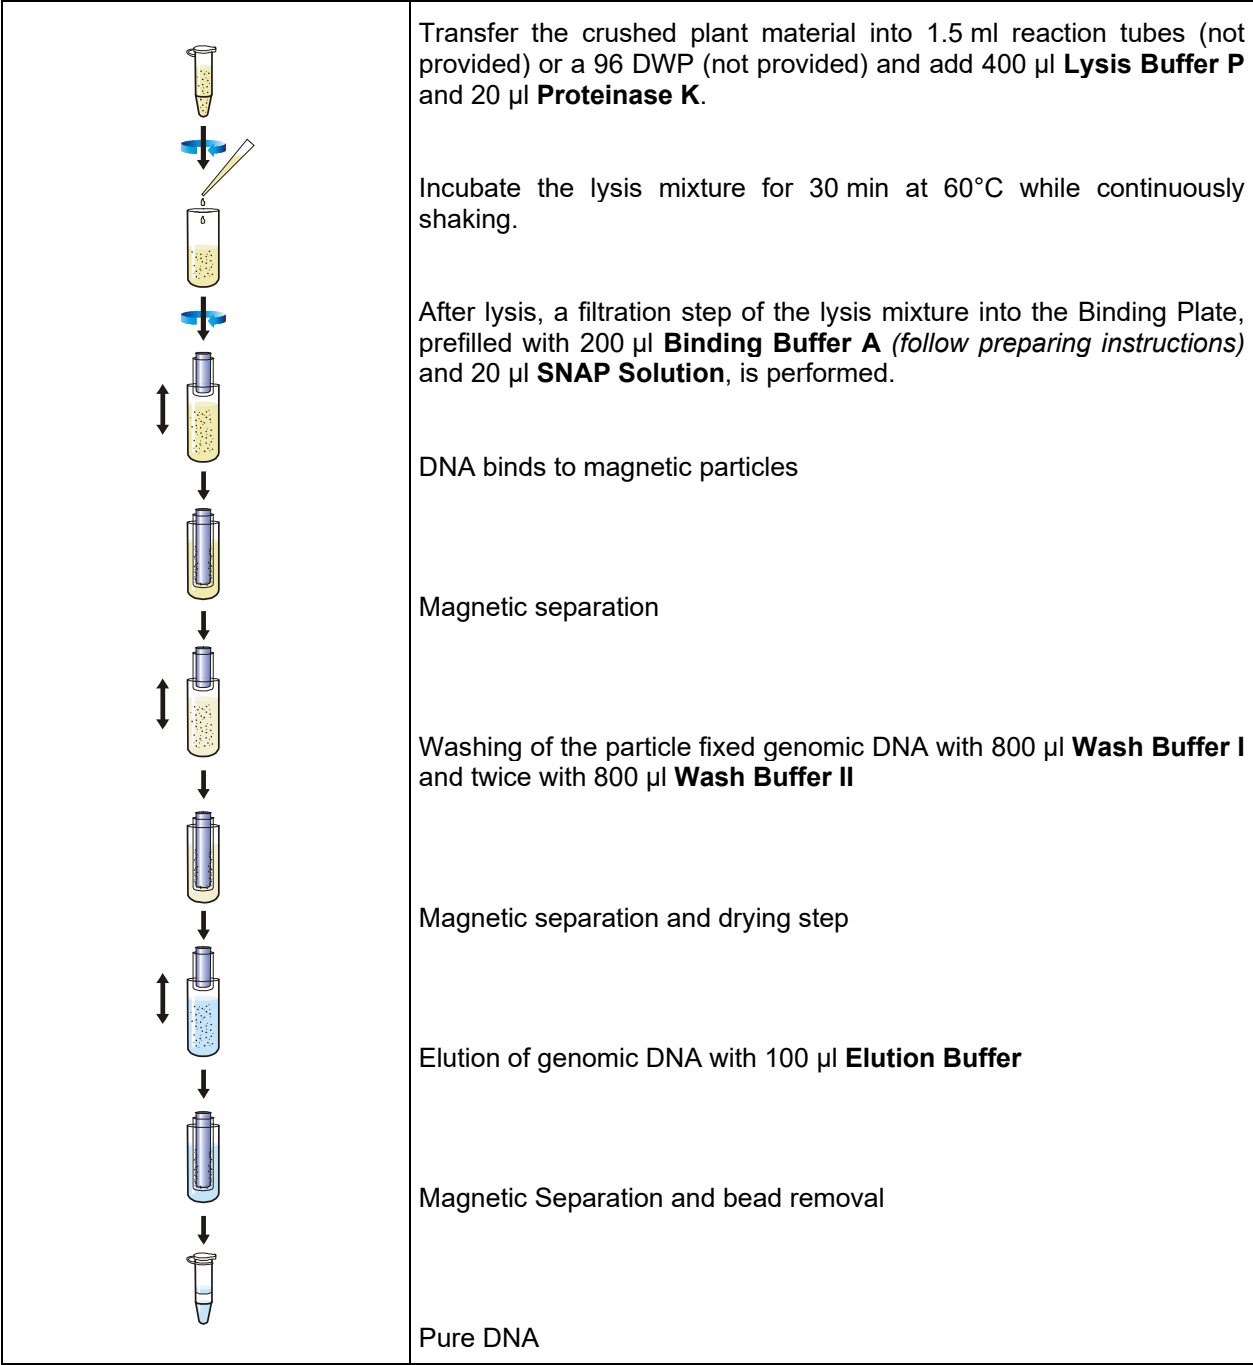 Transfer the crushed plant material into 1.5 ml reaction tubes (not
provided) or a 96 DWP (not provided) and add 400 µl Lysis Buffer P
and 20 µl Proteinase K.
Incubate the lysis mixture for 30 min at 60°C while continuously
shaking.
After lysis, a filtration step of the lysis mixture into the Binding Plate,
prefilled with 200 µl Binding Buffer A (follow preparing instructions)
and 20 µl SNAP Solution, is performed.
DNA binds to magnetic particles
Magnetic separation
Washing of the particle fixed genomic DNA with 800 µl Wash Buffer I
and twice with 800 µl Wash Buffer II
Magnetic separation and drying step
Elution of genomic DNA with 100 µl Elution Buffer
Magnetic Separation and bead removal
Pure DNA